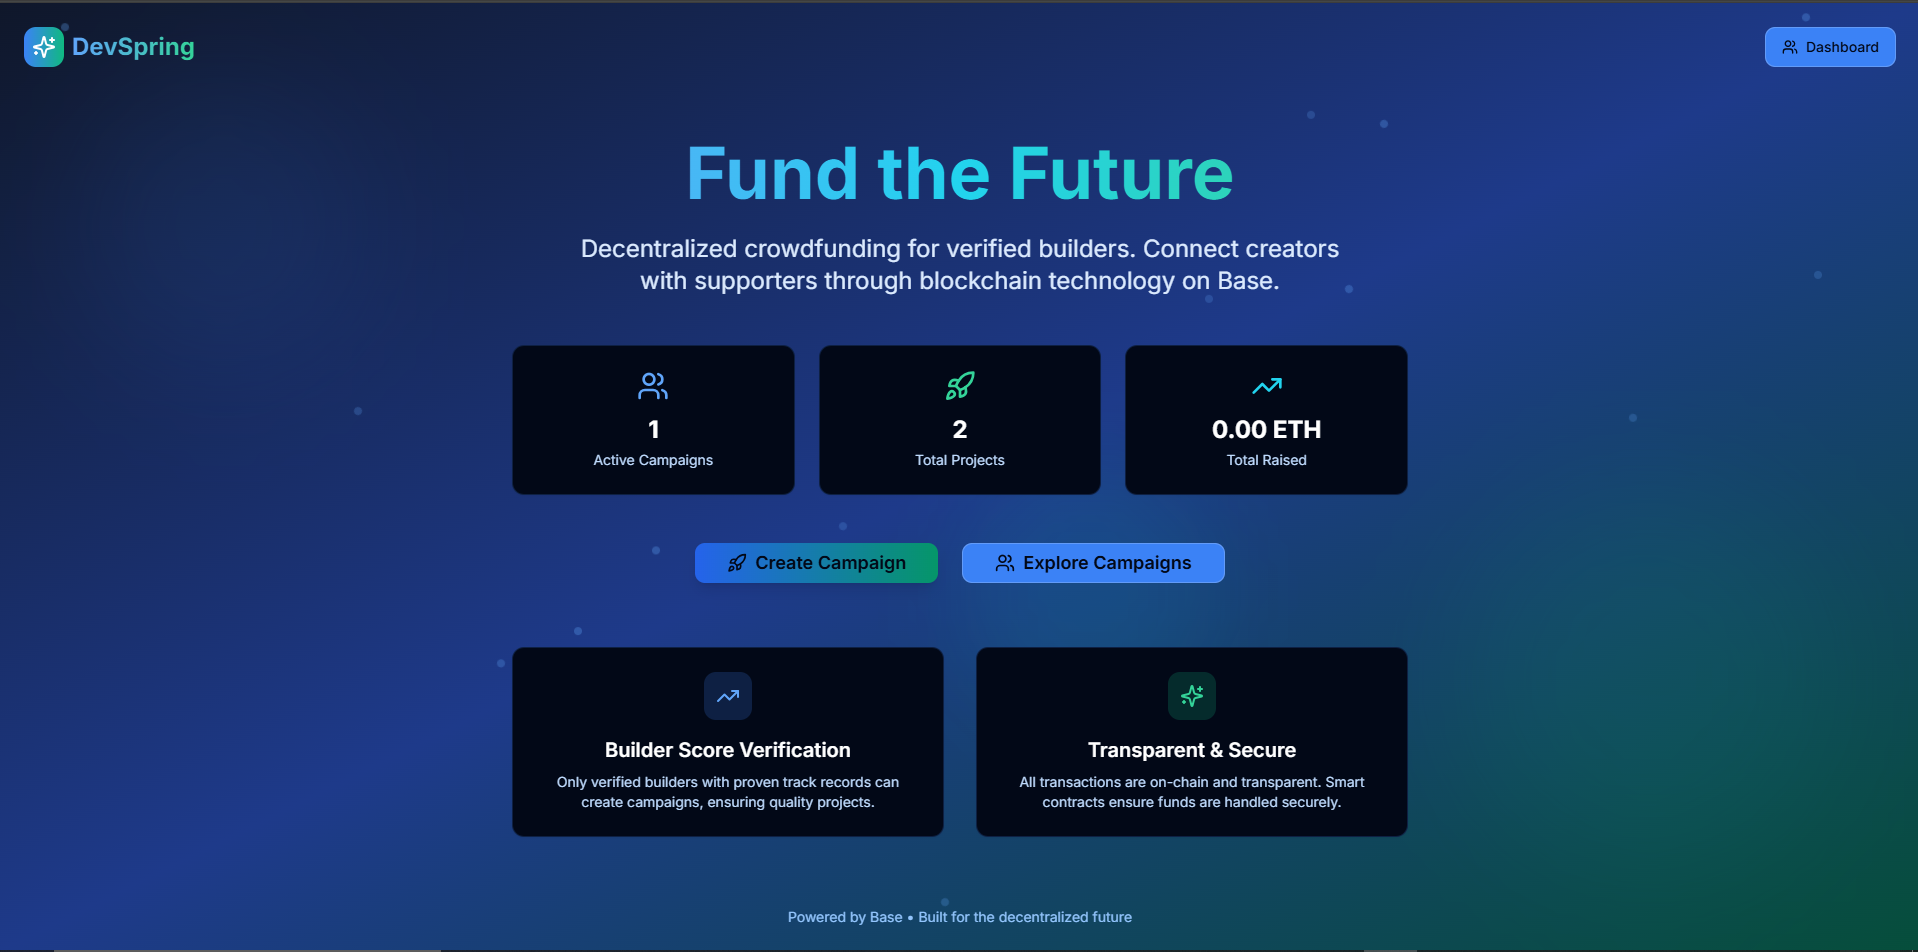 DevSpring
Dashboard
Fund the Future
Decentralized crowdfunding for verified builders. Connect creators
with supporters through blockchain technology on Base.
1
Active Campaigns
2
Total Projects
0.00 ETH
Total Raised
Create Campaign
Explore Campaigns
Builder Score Verification
Only verified builders with proven track records can
create campaigns, ensuring quality projects.
Transparent & Secure
All transactions are on-chain and transparent. Smart
contracts ensure funds are handled securely.
Powered by Base • Built for the decentralized future